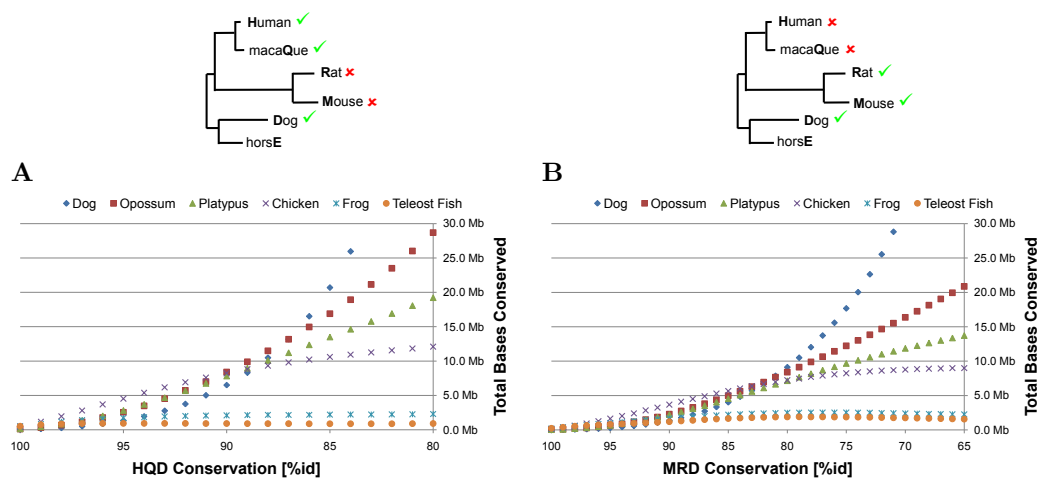 Human ✓
macaQue ✓
Rat ✗
Mouse ✗
Dog ✓
horsE
Human ✗
macaQue ✗
Rat ✓
Mouse ✓
Dog ✓
horsE
A
Dog Opossum Platypus Chicken Frog Teleost Fish
30.0 Mb
25.0 Mb
20.0 Mb
15.0 Mb
10.0 Mb
5.0 Mb
0.0 Mb
Total Bases Conserved
100 95 90 85 80
HQD Conservation [%id]
B
Dog Opossum Platypus Chicken Frog Teleost Fish
30.0 Mb
25.0 Mb
20.0 Mb
15.0 Mb
10.0 Mb
5.0 Mb
0.0 Mb
Total Bases Conserved
100 95 90 85 80 75 70 65
MRD Conservation [%id]